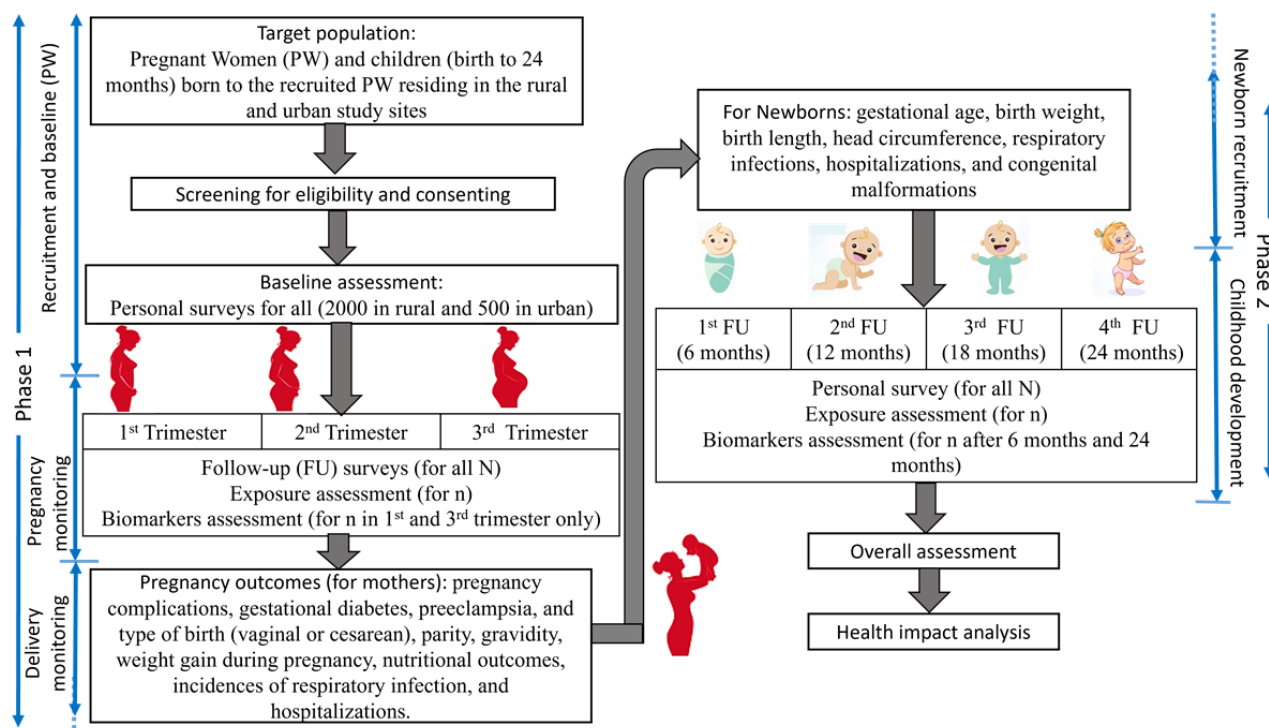 Phase 1
Recruitment and baseline (PW)
Pregnancy
monitoring
Delivery
monitoring
Target population:
Pregnant Women (PW) and children (birth to 24
months) born to the recruited PW residing in the rural
and urban study sites
Screening for eligibility and consenting
Baseline assessment:
Personal surveys for all (2000 in rural and 500 in urban)
1st Trimester
2nd Trimester
3rd Trimester
Follow-up (FU) surveys (for all N)
Exposure assessment (for n)
Biomarkers assessment (for n in 1st and 3rd trimester only)
Pregnancy outcomes (for mothers): pregnancy
complications, gestational diabetes, preeclampsia, and
type of birth (vaginal or cesarean), parity, gravidity,
weight gain during pregnancy, nutritional outcomes,
incidences of respiratory infection, and
hospitalizations.
For Newborns: gestational age, birth weight,
birth length, head circumference, respiratory
infections, hospitalizations, and congenital
malformations
1st FU
(6 months)
2nd FU
(12 months)
3rd FU
(18 months)
4th FU
(24 months)
Personal survey (for all N)
Exposure assessment (for n)
Biomarkers assessment (for n after 6 months and 24
months)
Overall assessment
Health impact analysis
Newborn recruitment
Childhood development
Phase 2